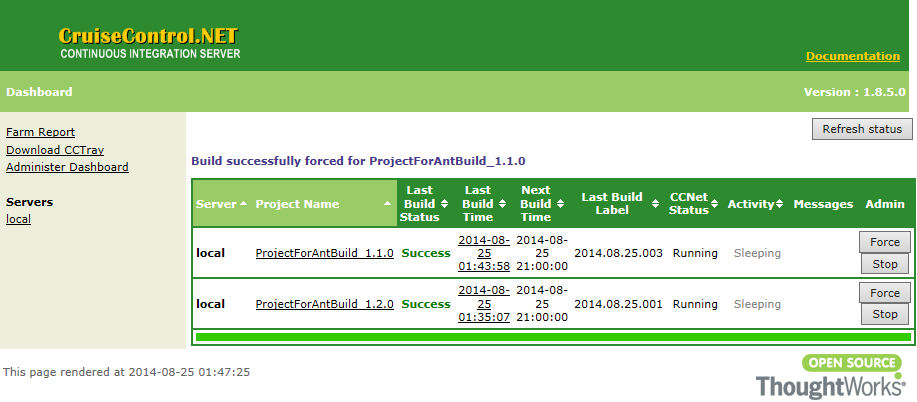 CruiseControl.NET
CONTINUOUS INTEGRATION SERVER
Documentation
Dashboard
Version : 1.8.5.0
Farm Report
Download CCTray
Administer Dashboard
Servers
local
Refresh status
Build successfully forced for ProjectForAntBuild_1.1.0
Server Project Name Last Build Status Last Build Time Next Build Time Last Build Label CCNet Status Activity Messages Admin
local ProjectForAntBuild_1.1.0 Success 2014-08-25 01:43:58 2014-08-25 21:00:00 2014.08.25.003 Running Sleeping Force Stop
local ProjectForAntBuild_1.2.0 Success 2014-08-25 01:35:07 2014-08-25 21:00:00 2014.08.25.001 Running Sleeping Force Stop
This page rendered at 2014-08-25 01:47:25
OPEN SOURCE
ThoughtWorks